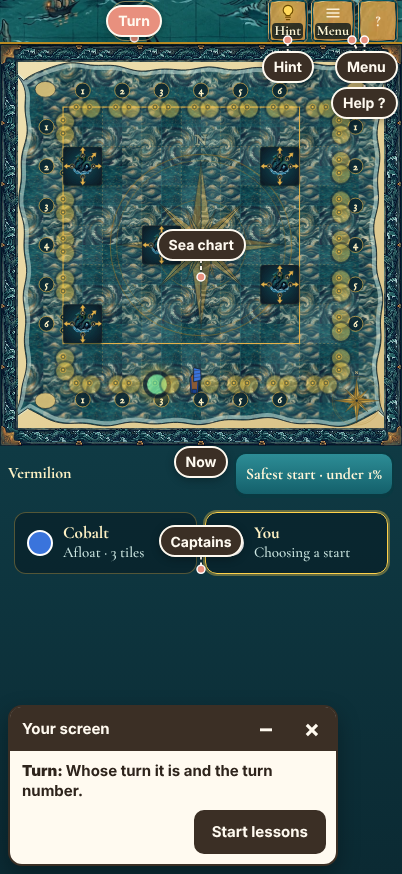 Turn
Hint
Menu
?
Hint
Menu
Help ?
1 2 3 4 5 6
1 1
2 2
3 3
4 4
5 5
6 6
N
Sea chart
1 2 3 4 5 6
Vermilion
Now
Safest start · under 1%
Cobalt
Afloat · 3 tiles
Captains
You
Choosing a start
Your screen
Turn: Whose turn it is and the turn
number.
Start lessons